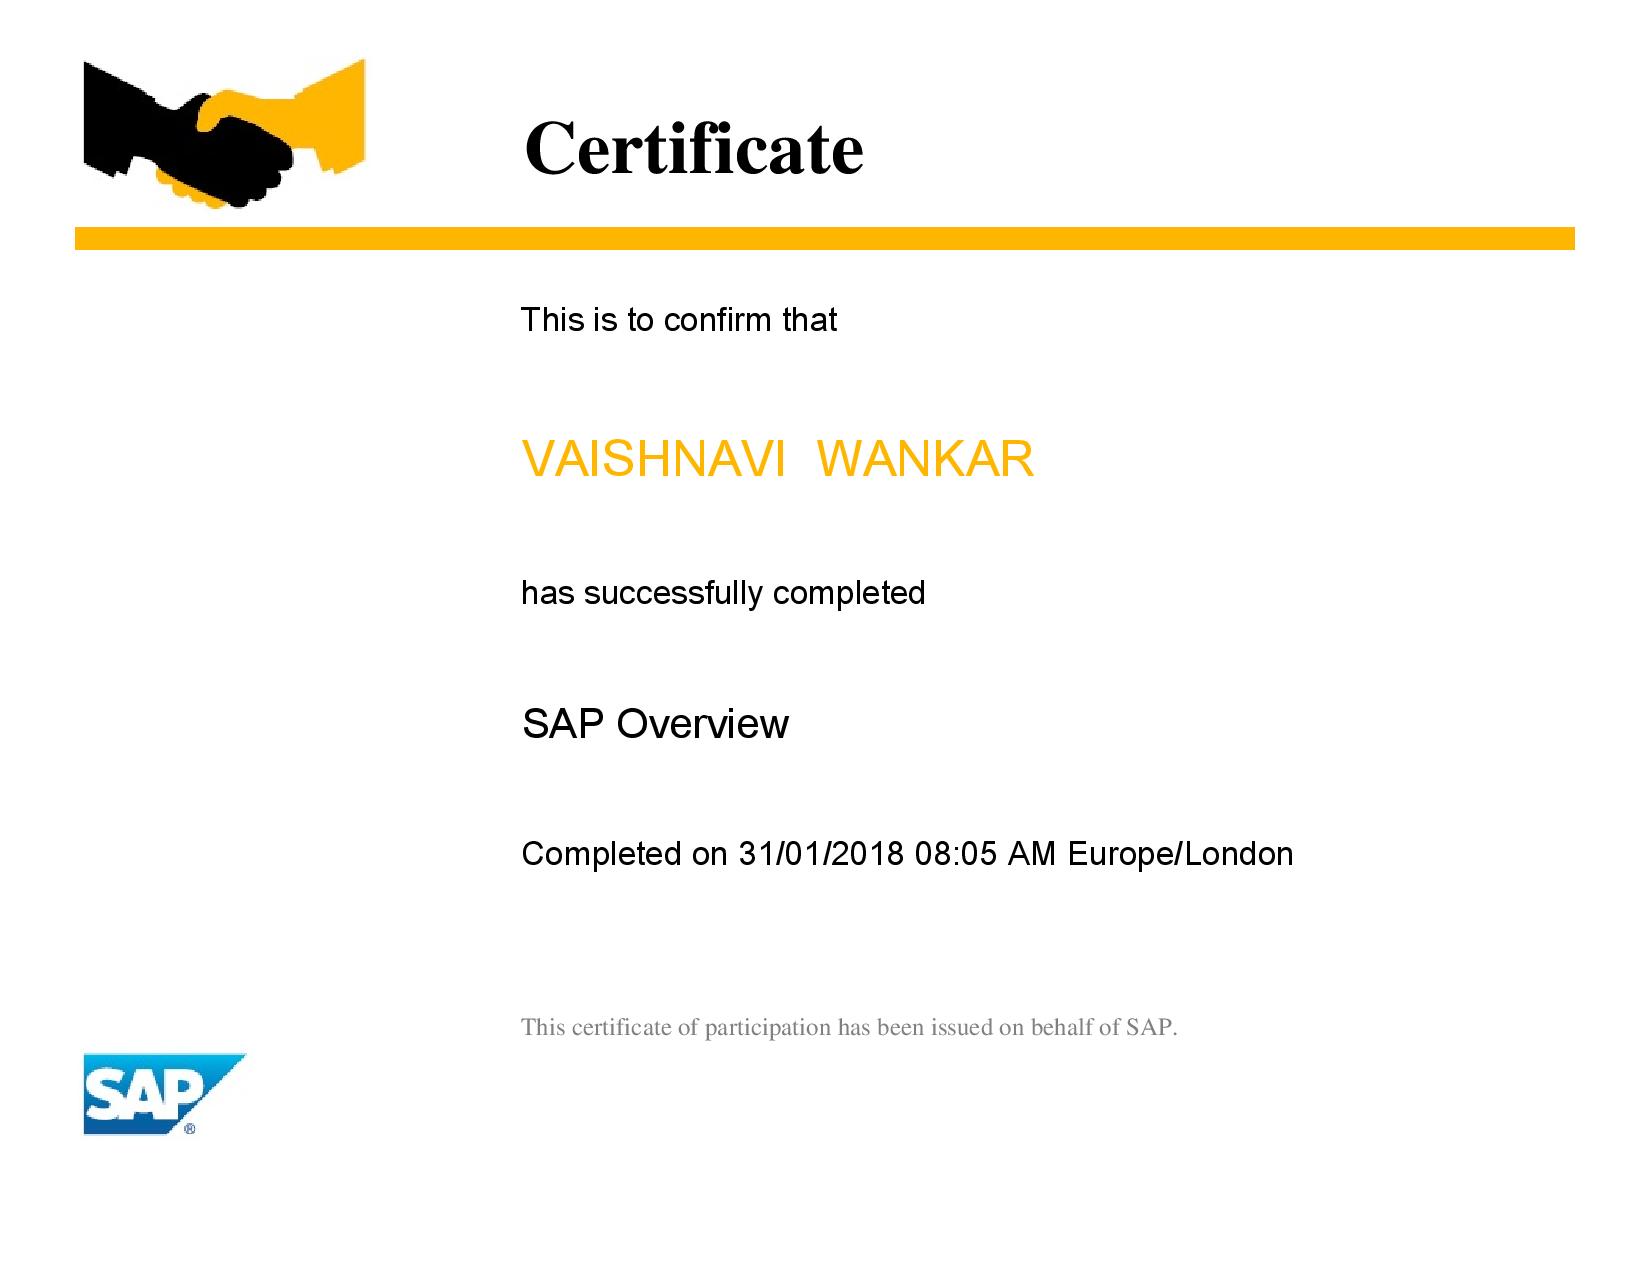 Certificate
This is to confirm that
VAISHNAVI WANKAR
has successfully completed
SAP Overview
Completed on 31/01/2018 08:05 AM Europe/London
This certificate of participation has been issued on behalf of SAP.
SAP
®